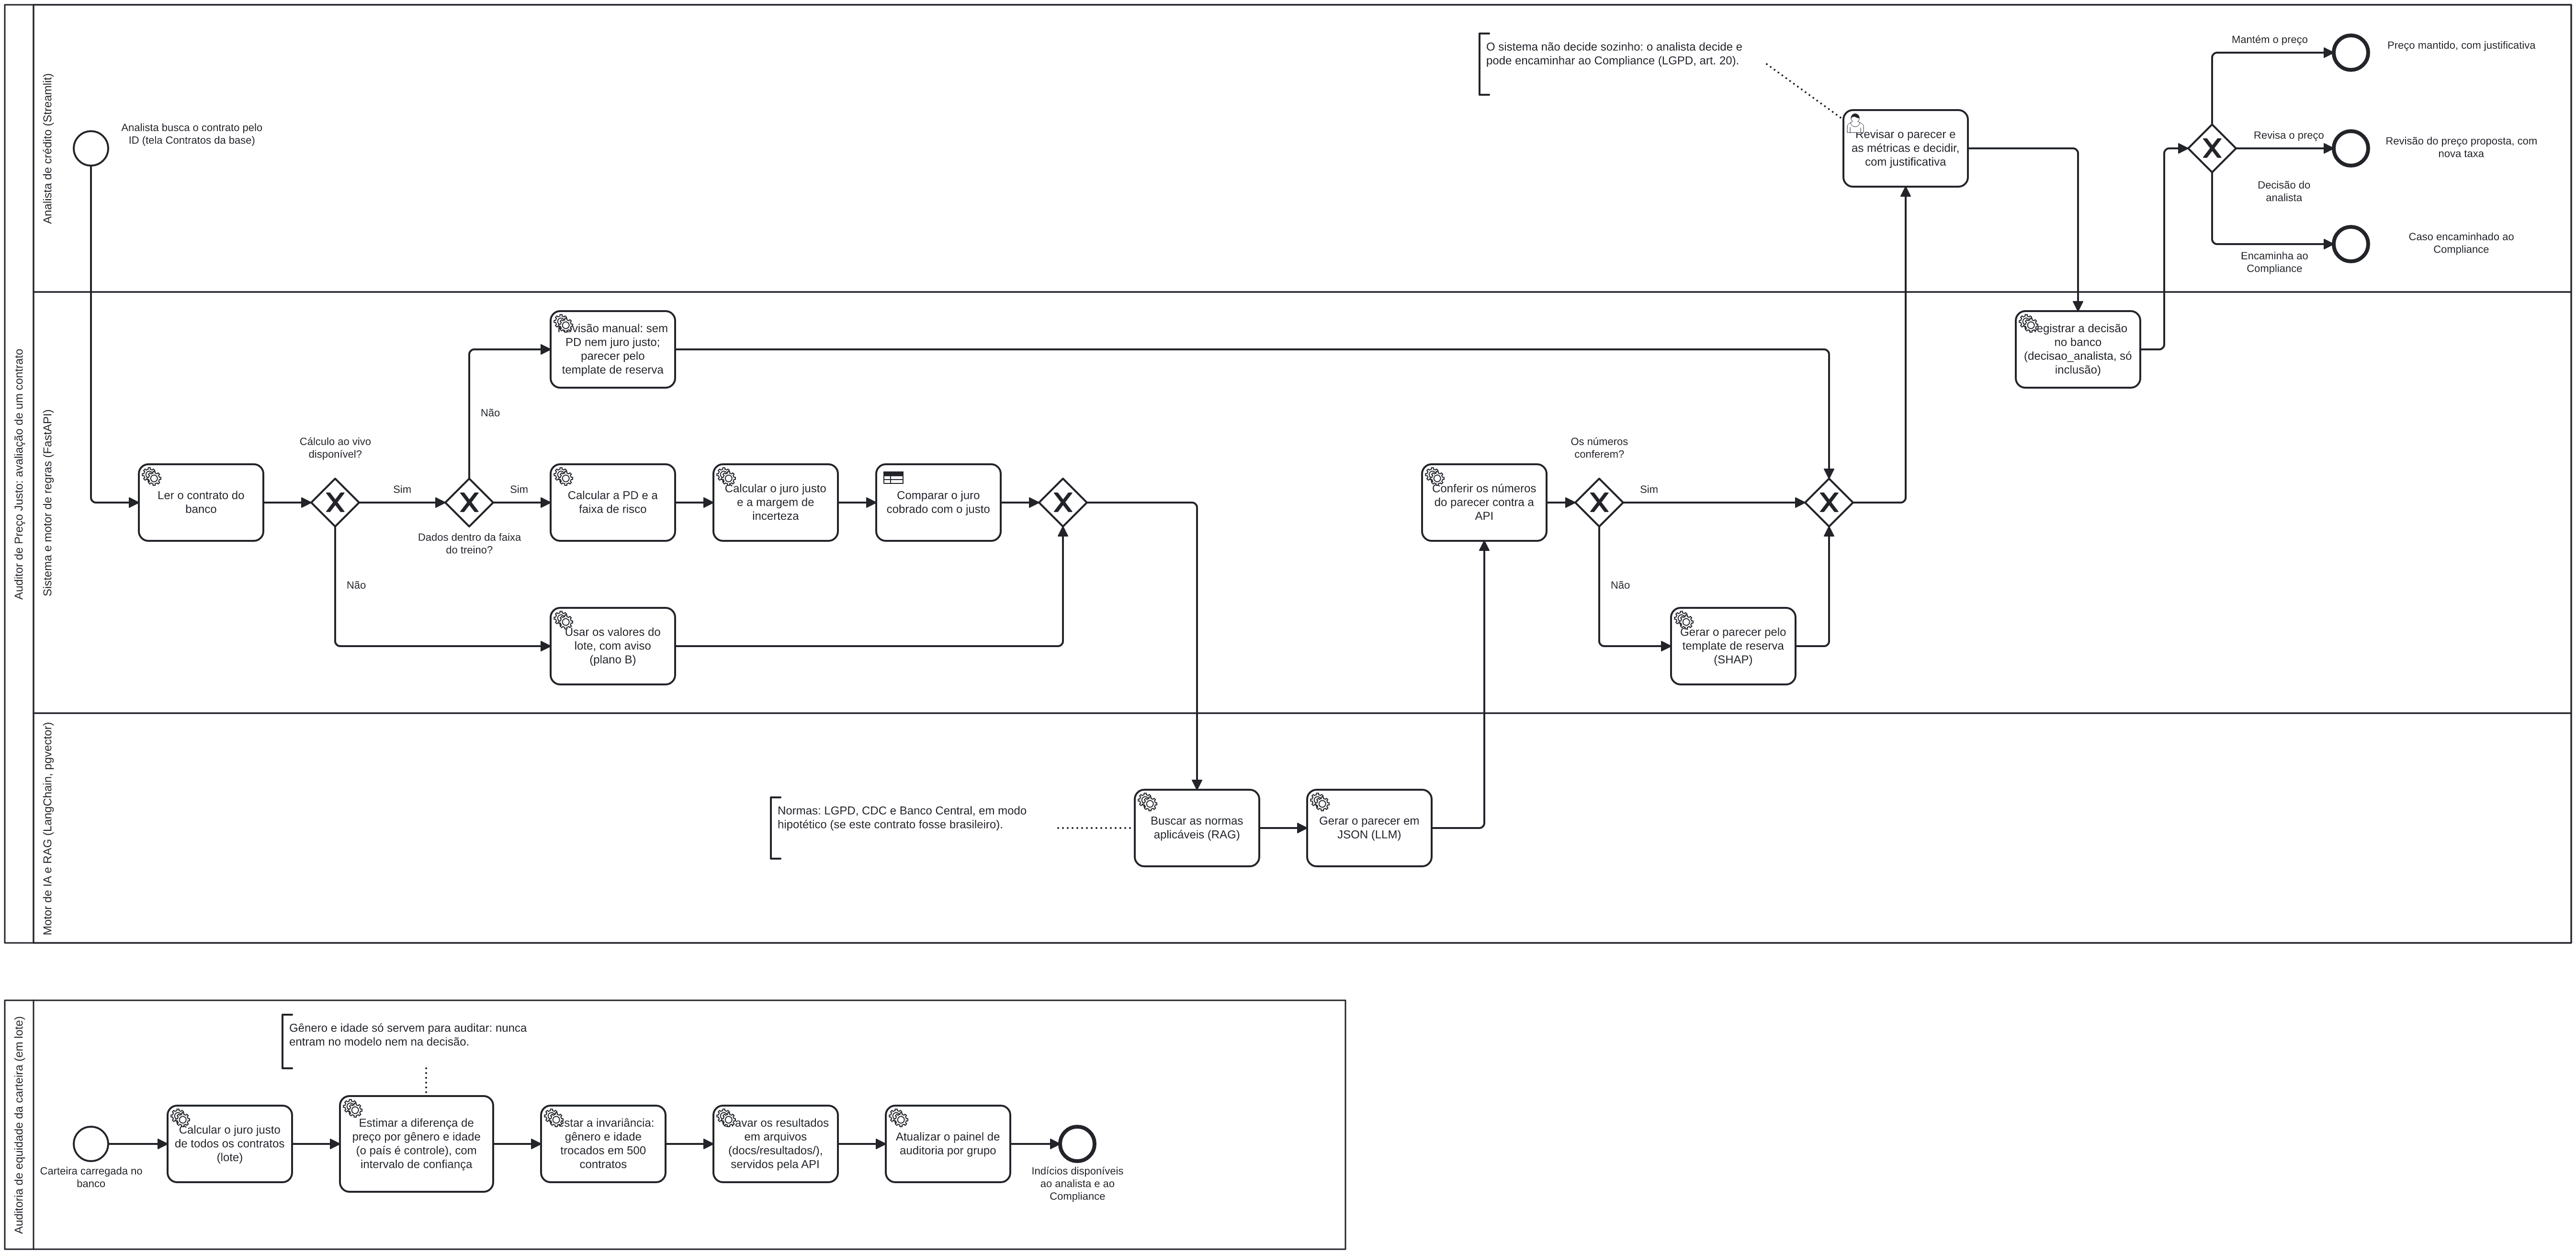 Auditor de Preço Justo: avaliação de um contrato
Analista de crédito (Streamlit)
Analista busca o contrato pelo
ID (tela Contratos da base)
O sistema não decide sozinho: o analista decide e
pode encaminhar ao Compliance (LGPD, art. 20).
Revisar o parecer e
as métricas e decidir,
com justificativa
Mantém o preço
Preço mantido, com justificativa
Revisa o preço
Revisão do preço proposta, com
nova taxa
Decisão do
analista
Encaminha ao
Compliance
Caso encaminhado ao
Compliance
Sistema e motor de regras (FastAPI)
Revisão manual: sem
PD nem juro justo;
parecer pelo
template de reserva
Registrar a decisão
no banco
(decisao_analista, só
inclusão)
Não
Cálculo ao vivo
disponível?
Os números
conferem?
Ler o contrato do
banco
Sim
Sim
Dados dentro da faixa
do treino?
Calcular a PD e a
faixa de risco
Calcular o juro justo
e a margem de
incerteza
Comparar o juro
cobrado com o justo
Conferir os números
do parecer contra a
API
Sim
Não
Não
Usar os valores do
lote, com aviso
(plano B)
Gerar o parecer pelo
template de reserva
(SHAP)
Motor de IA e RAG (LangChain, pgvector)
Normas: LGPD, CDC e Banco Central, em modo
hipotético (se este contrato fosse brasileiro).
Buscar as normas
aplicáveis (RAG)
Gerar o parecer em
JSON (LLM)
Auditoria de equidade da carteira (em lote)
Gênero e idade só servem para auditar: nunca
entram no modelo nem na decisão.
Carteira carregada no
banco
Calcular o juro justo
de todos os contratos
(lote)
Estimar a diferença de
preço por gênero e idade
(o país é controle), com
intervalo de confiança
Testar a invariância:
gênero e idade
trocados em 500
contratos
Gravar os resultados
em arquivos
(docs/resultados/),
servidos pela API
Atualizar o painel de
auditoria por grupo
Indícios disponíveis
ao analista e ao
Compliance